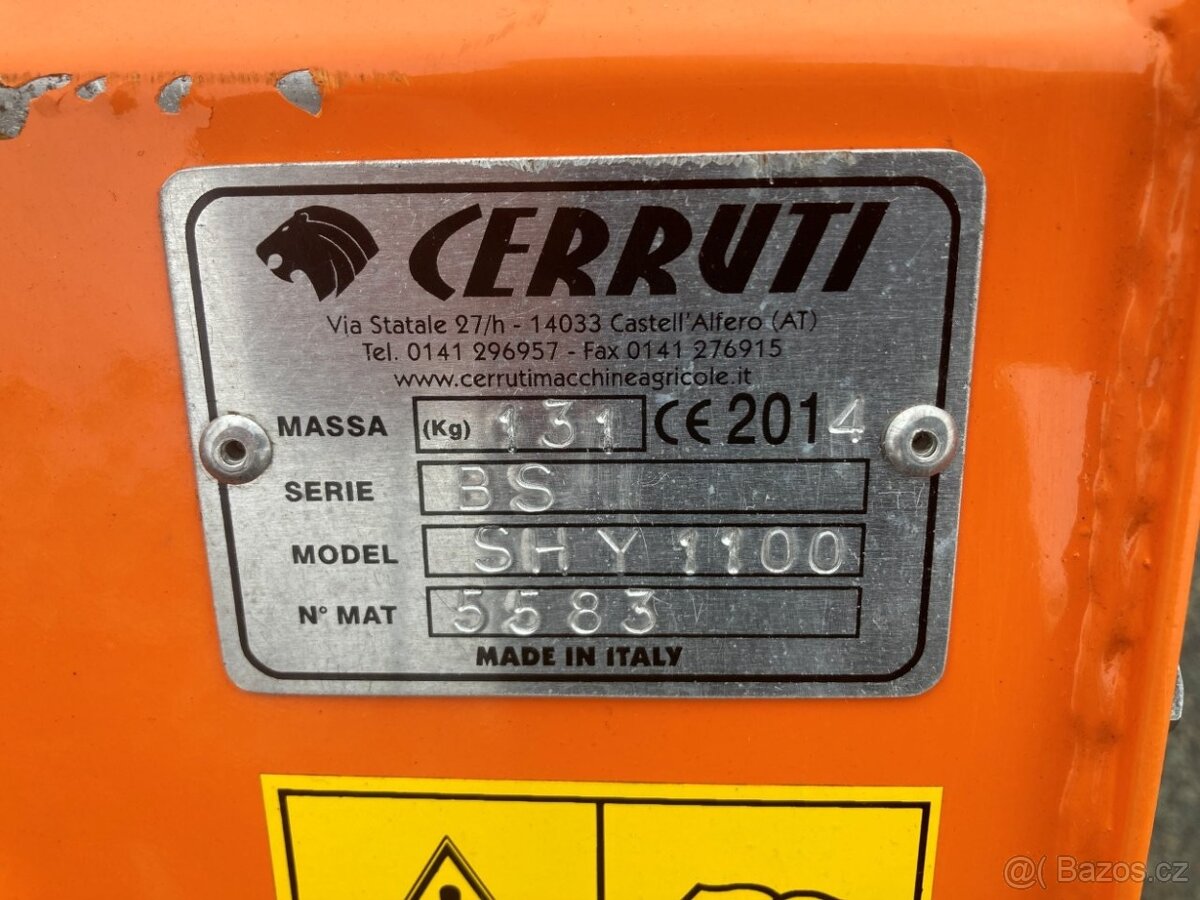 CERRUTI
Via Statale 27/h - 14033 Castell'Alfero (AT)
Tel. 0141 296957 - Fax 0141 276915
www.cerrutimacchineagricole.it
MASSA (Kg) 131 CE 2014
SERIE BS
MODEL SHY 1100
N° MAT 5583
MADE IN ITALY
Bazos.cz